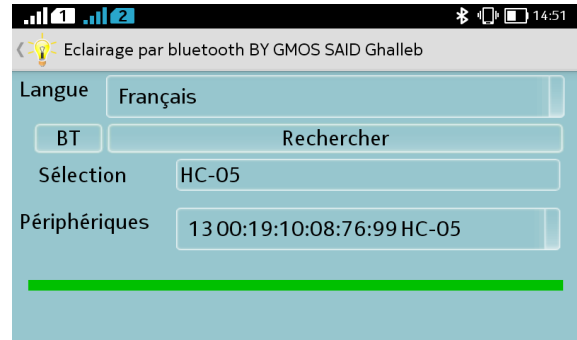 1 2 14:51
Eclairage par bluetooth BY GMOS SAID Ghalleb
Langue Français
BT Rechercher
Sélection HC-05
Périphériques 13 00:19:10:08:76:99 HC-05